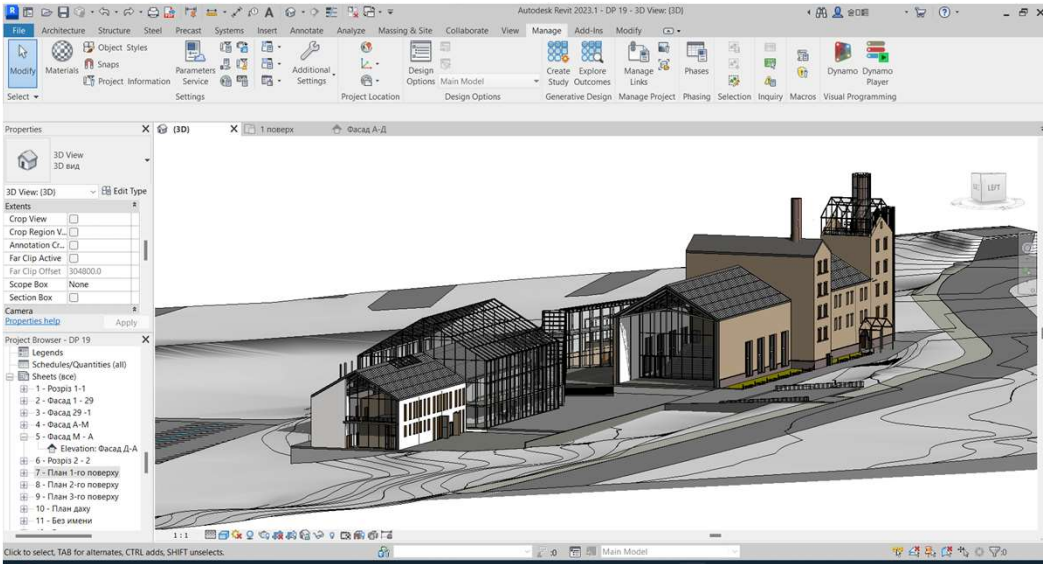 Autodesk Revit 2023.1 - DP 19 - 3D View: {3D}
File Architecture Structure Steel Precast Systems Insert Annotate Analyze Massing & Site Collaborate View Manage Add-Ins Modify
Modify
Materials
Object Styles
Snaps
Project Information
Parameters Service
Additional Settings
Design Options
Main Model
Create Study
Explore Outcomes
Manage Links
Phases
Dynamo
Dynamo Player
Select Settings Project Location Design Options Generative Design Manage Project Phasing Selection Inquiry Macros Visual Programming
Properties
{3D} 1 поверх Фасад А-Д
3D View
3D вид
3D View: {3D} Edit Type
Extents
Crop View
Crop Region V...
Annotation Cr...
Far Clip Active
Far Clip Offset 304800.0
Scope Box None
Section Box
Camera
Properties help Apply
Project Browser - DP 19
Legends
Schedules/Quantities (all)
Sheets (все)
1 - Розріз 1-1
2 - Фасад 1 - 29
3 - Фасад 29 -1
4 - Фасад А-М
5 - Фасад М - А
Elevation: Фасад Д-А
6 - Розріз 2 - 2
7 - План 1-го поверху
8 - План 2-го поверху
9 - План 3-го поверху
10 - План даху
11 - Без имени
LEFT
1 : 1
Click to select, TAB for alternates, CTRL adds, SHIFT unselects.
:0
Main Model
:0